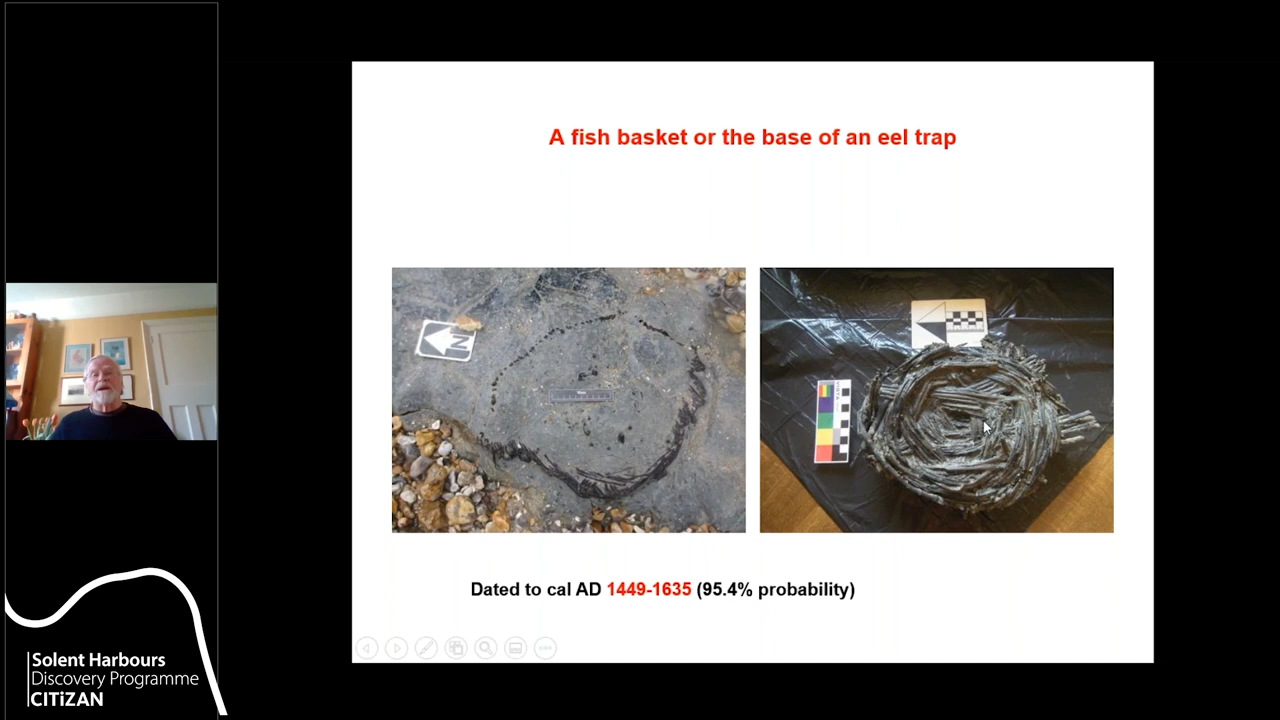 A fish basket or the base of an eel trap
N
Dated to cal AD 1449-1635 (95.4% probability)
Solent Harbours
Discovery Programme
CITiZAN